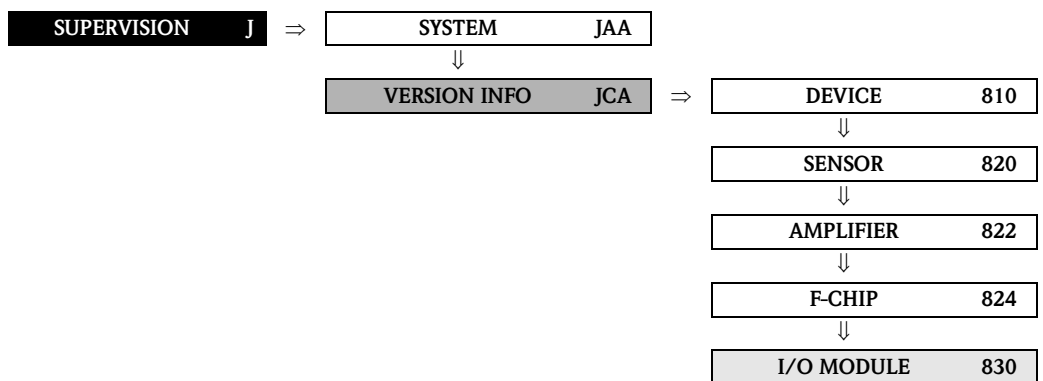 SUPERVISION J ⇒ SYSTEM JAA
⇓
VERSION INFO JCA ⇒ DEVICE 810
⇓
SENSOR 820
⇓
AMPLIFIER 822
⇓
F-CHIP 824
⇓
I/O MODULE 830